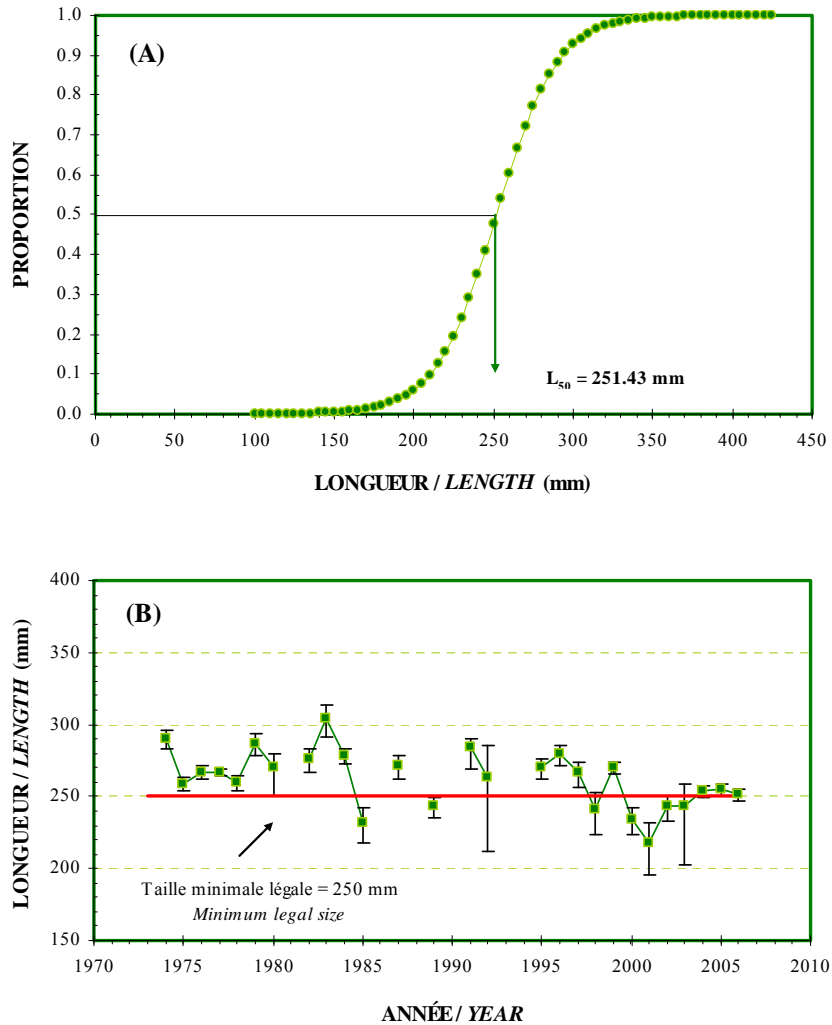 1.0
0.9
0.8
0.7
0.6
0.5
0.4
0.3
0.2
0.1
0.0
PROPORTION
(A)
L50 = 251.43 mm
0 50 100 150 200 250 300 350 400 450
LONGUEUR / LENGTH (mm)
400
350
300
250
200
150
LONGUEUR / LENGTH (mm)
(B)
Taille minimale légale = 250 mm
Minimum legal size
1970 1975 1980 1985 1990 1995 2000 2005 2010
ANNÉE / YEAR